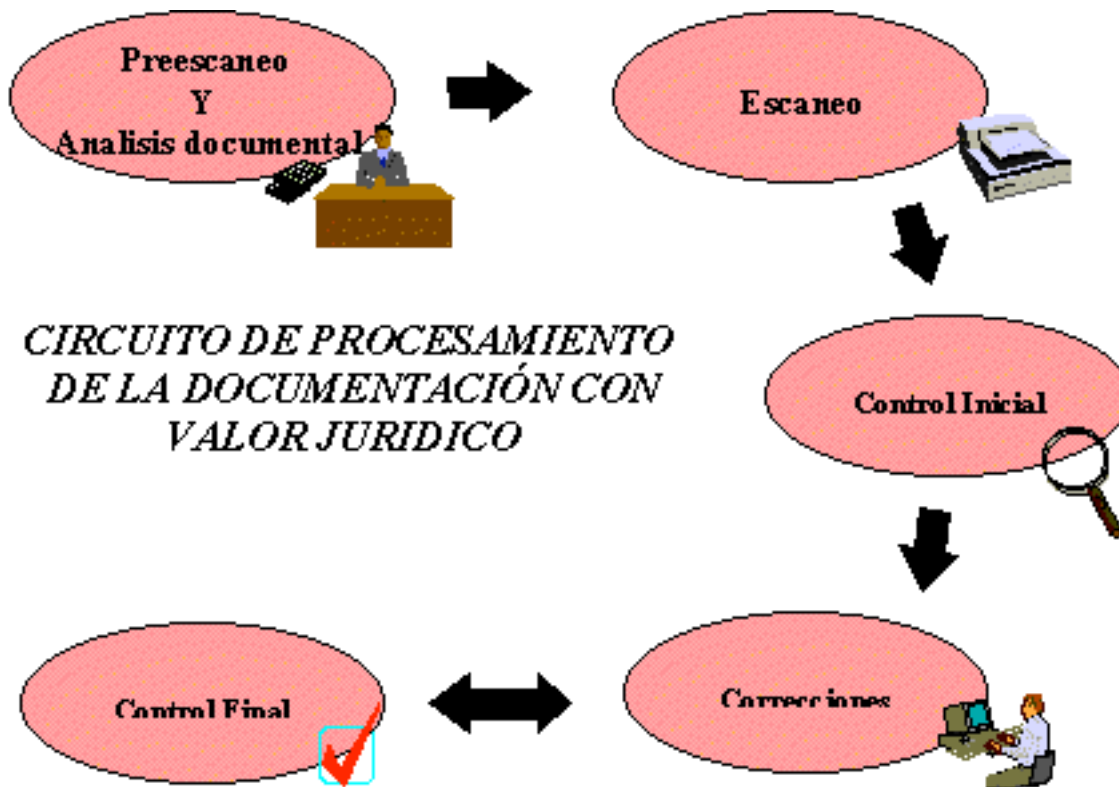 Preescaneo
Y
Analisis documental
Escaneo
CIRCUITO DE PROCESAMIENTO
DE LA DOCUMENTACIÓN CON
VALOR JURIDICO
Control Inicial
Control Final
Correcciones